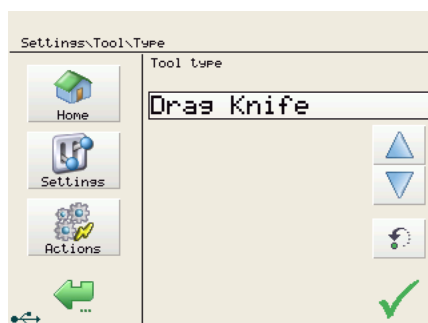 Settings\Tool\Type
Tool type
Drag Knife
Home
Settings
Actions
...